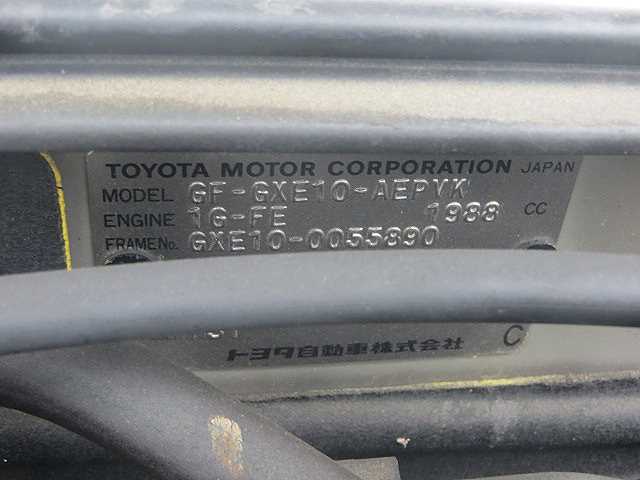 TOYOTA MOTOR CORPORATION JAPAN
MODEL GF-GXE10-AEPVK
ENGINE 1G-FE 1988 CC
FRAME No. GXE10-0055890
トヨタ自動車株式会社 C